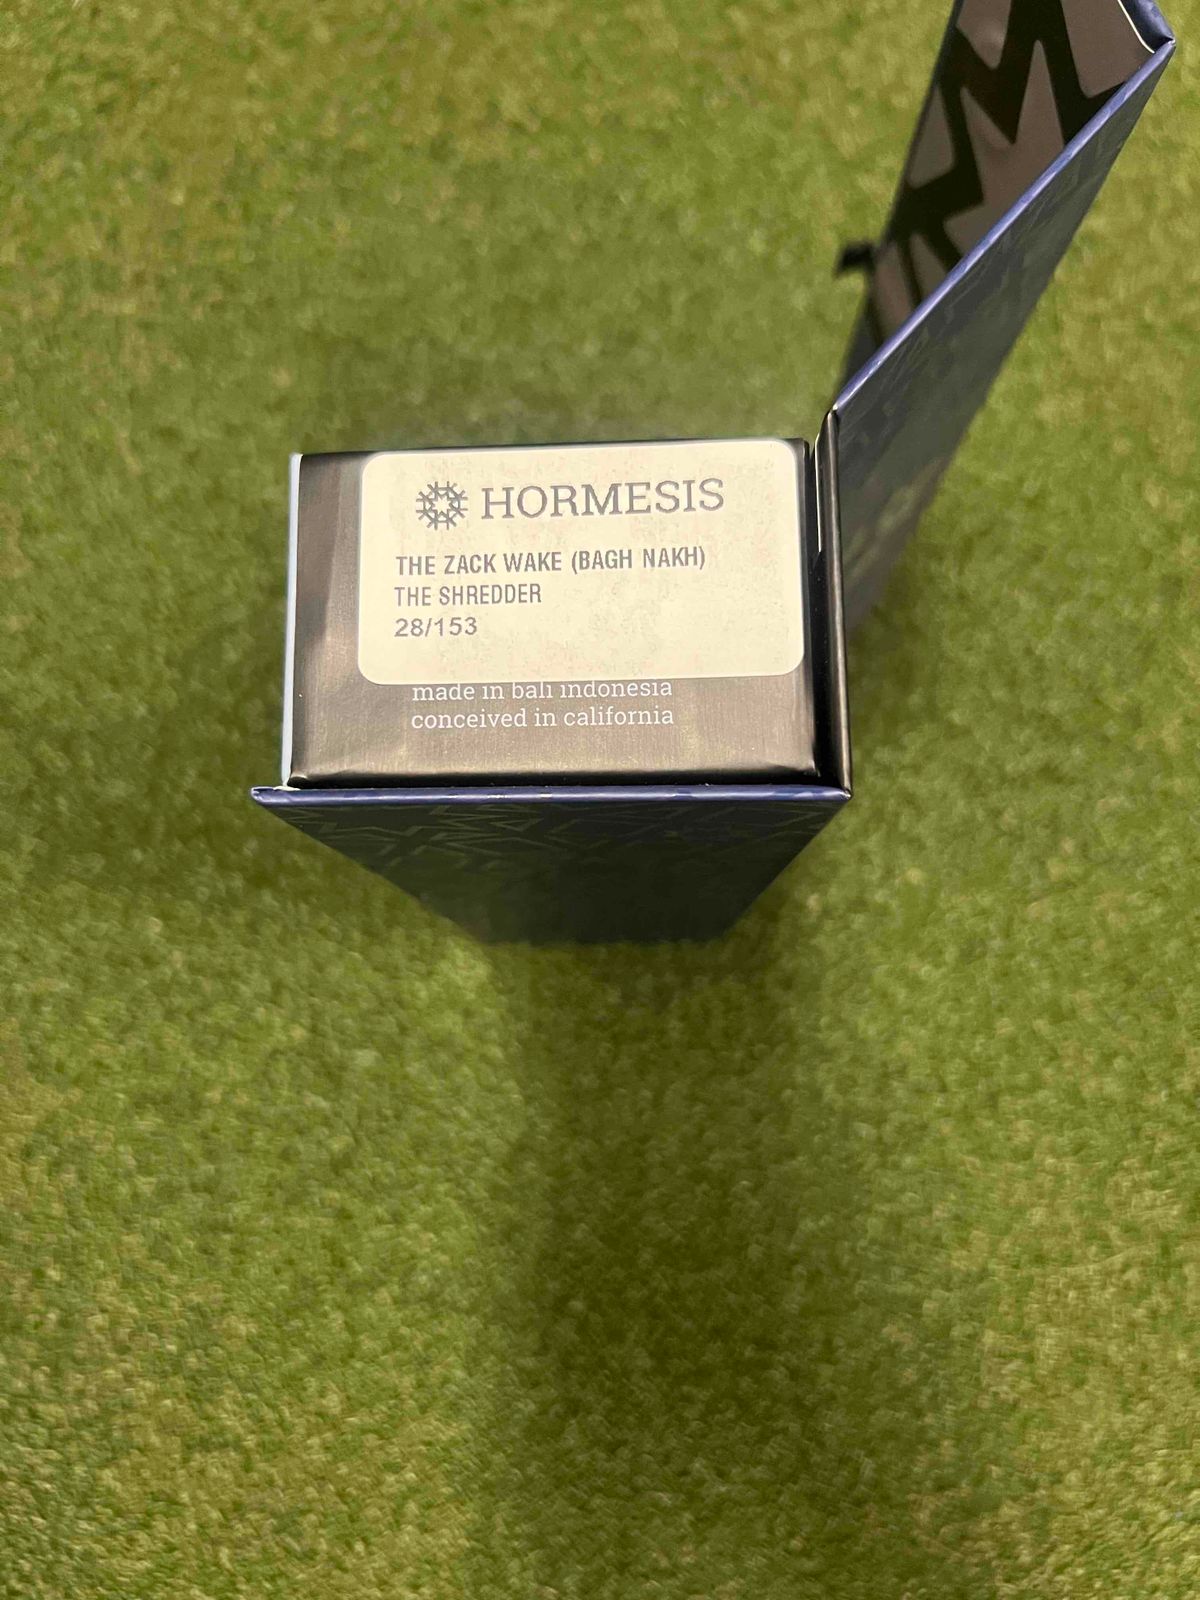 HORMESIS
THE ZACK WAKE (BAGH NAKH)
THE SHREDDER
28/153
made in bali indonesia
conceived in california